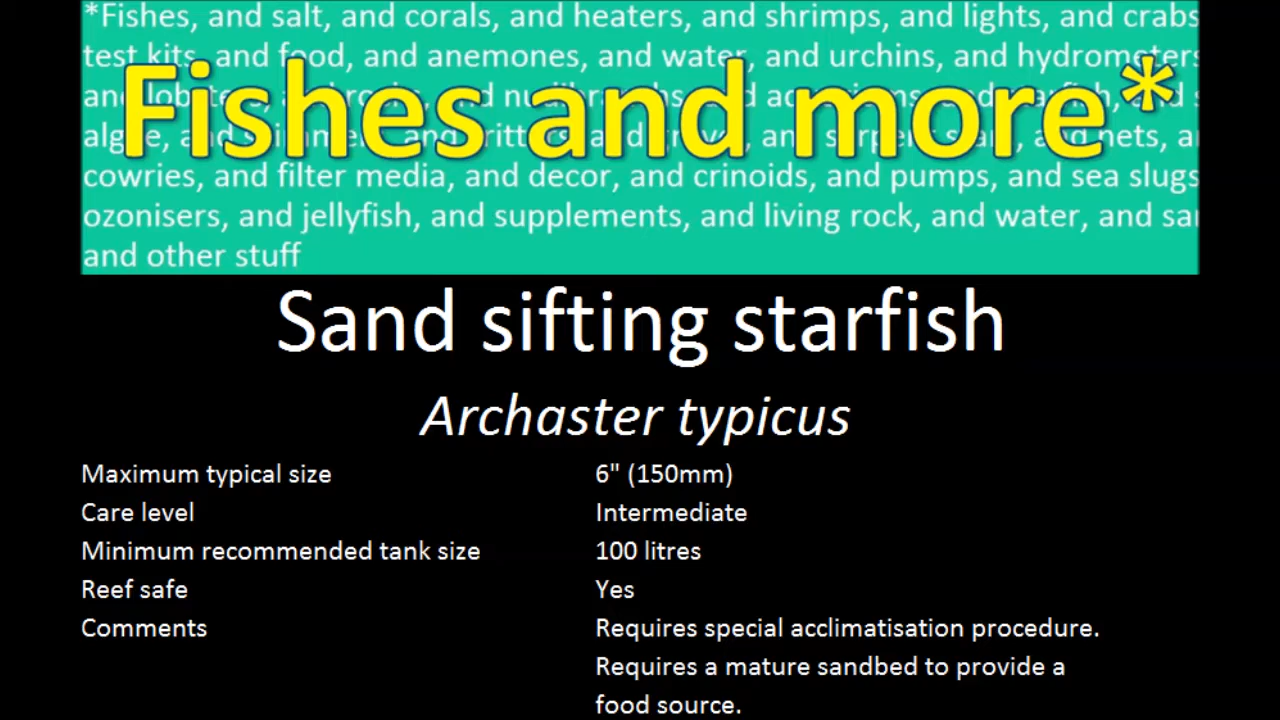 *Fishes, and salt, and corals, and heaters, and shrimps, and lights, and crabs
test kits, and food, and anemones, and water, and urchins, and hydrometers
Fishes and more*
cowries, and filter media, and decor, and crinoids, and pumps, and sea slugs
ozonisers, and jellyfish, and supplements, and living rock, and water, and
and other stuff
Sand sifting starfish
Archaster typicus
Maximum typical size 6" (150mm)
Care level Intermediate
Minimum recommended tank size 100 litres
Reef safe Yes
Comments Requires special acclimatisation procedure.
Requires a mature sandbed to provide a
food source.